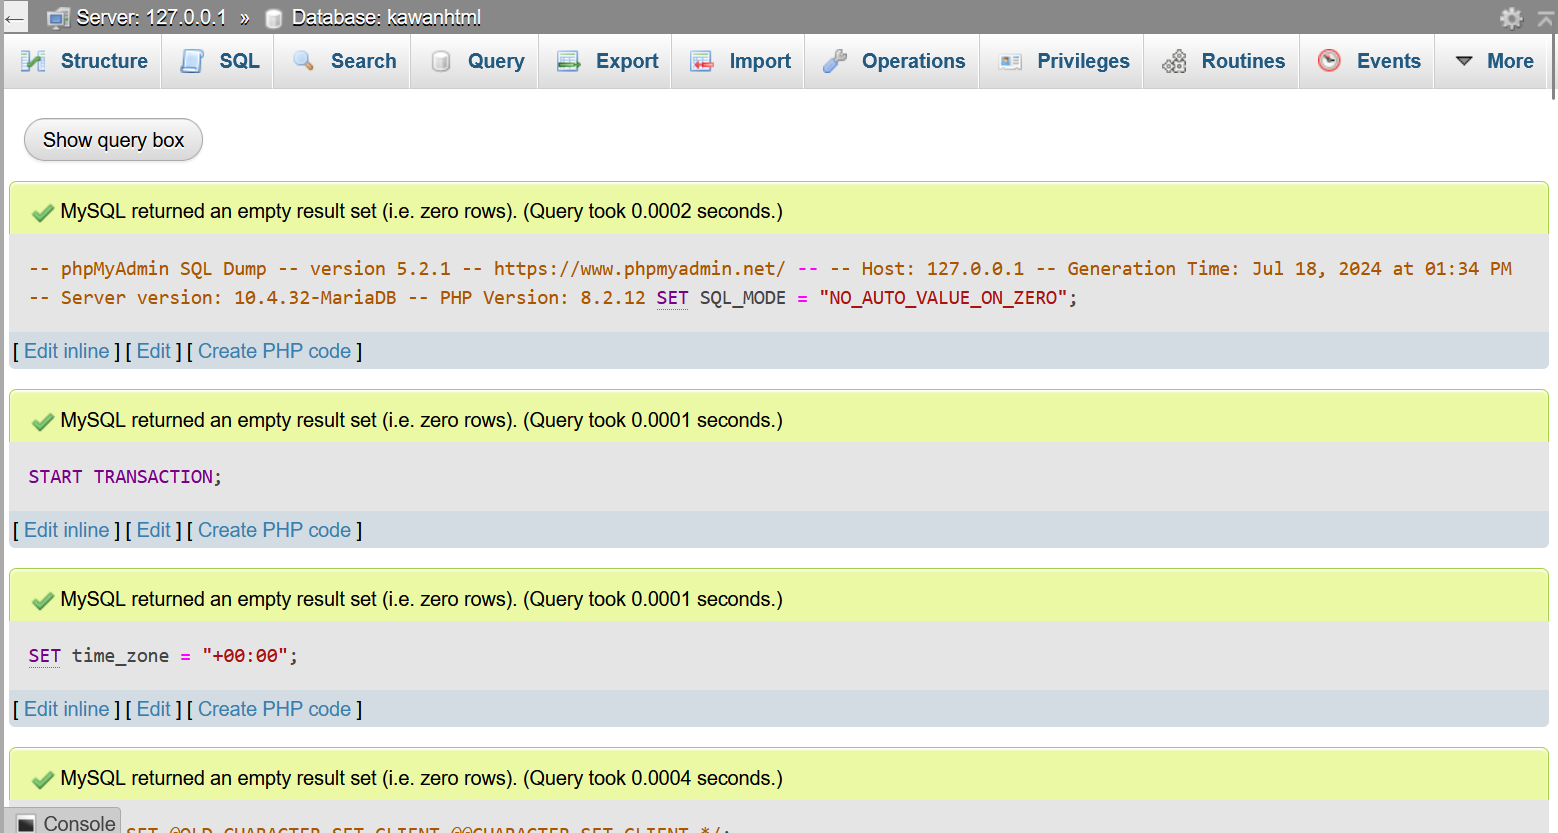 Server: 127.0.0.1 » Database: kawanhtml
Structure SQL Search Query Export Import Operations Privileges Routines Events More
Show query box
MySQL returned an empty result set (i.e. zero rows). (Query took 0.0002 seconds.)
-- phpMyAdmin SQL Dump -- version 5.2.1 -- https://www.phpmyadmin.net/ -- -- Host: 127.0.0.1 -- Generation Time: Jul 18, 2024 at 01:34 PM
-- Server version: 10.4.32-MariaDB -- PHP Version: 8.2.12 SET SQL_MODE = "NO_AUTO_VALUE_ON_ZERO";
[ Edit inline ] [ Edit ] [ Create PHP code ]
MySQL returned an empty result set (i.e. zero rows). (Query took 0.0001 seconds.)
START TRANSACTION;
[ Edit inline ] [ Edit ] [ Create PHP code ]
MySQL returned an empty result set (i.e. zero rows). (Query took 0.0001 seconds.)
SET time_zone = "+00:00";
[ Edit inline ] [ Edit ] [ Create PHP code ]
MySQL returned an empty result set (i.e. zero rows). (Query took 0.0004 seconds.)
SET @OLD_CHARACTER_SET_CLIENT=@@CHARACTER_SET_CLIENT */;
Console